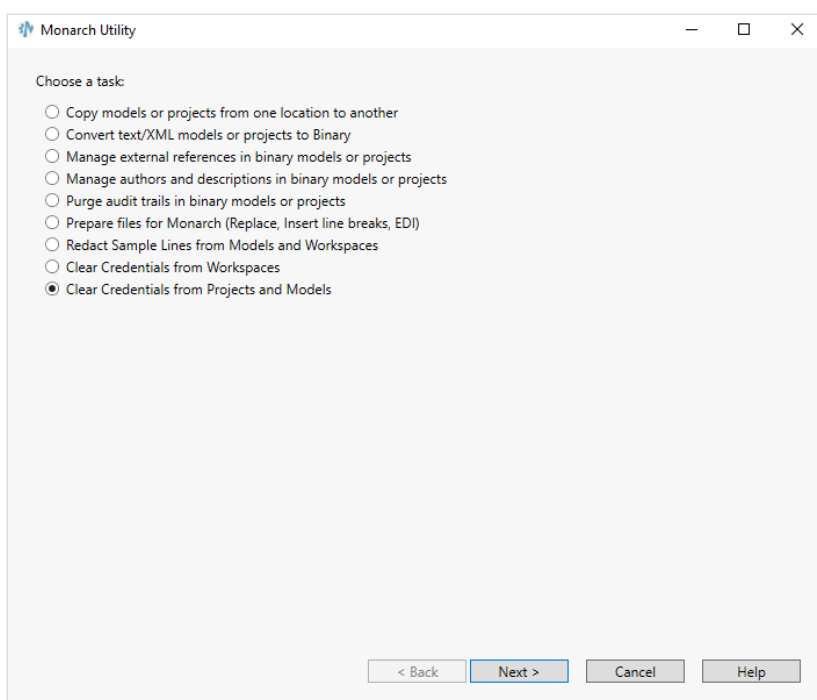 Monarch Utility
Choose a task:
Copy models or projects from one location to another
Convert text/XML models or projects to Binary
Manage external references in binary models or projects
Manage authors and descriptions in binary models or projects
Purge audit trails in binary models or projects
Prepare files for Monarch (Replace, Insert line breaks, EDI)
Redact Sample Lines from Models and Workspaces
Clear Credentials from Workspaces
Clear Credentials from Projects and Models
< Back Next > Cancel Help